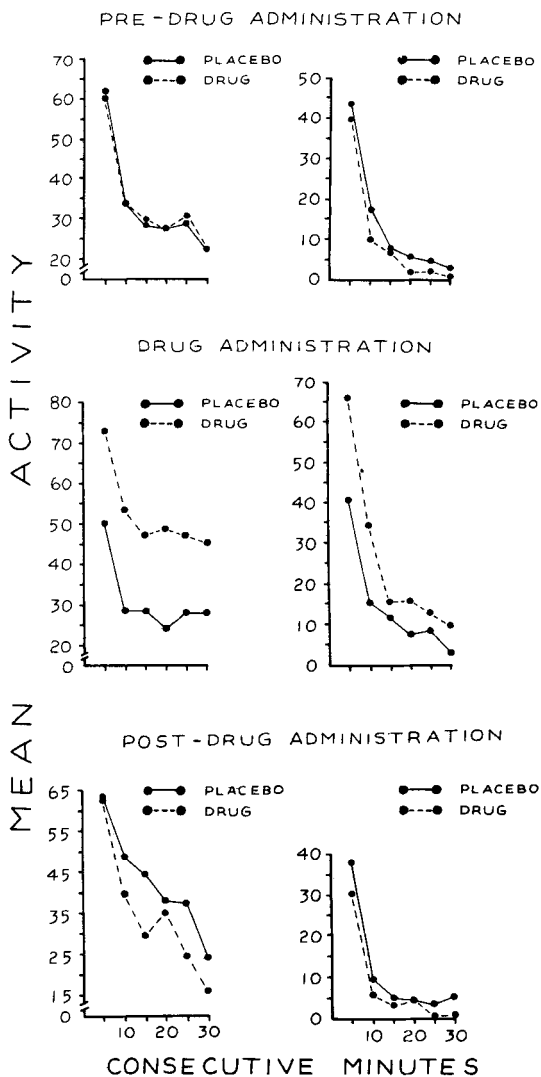 PRE-DRUG ADMINISTRATION
PLACEBO
DRUG
70
60
50
40
30
20
0
PLACEBO
DRUG
50
40
30
20
10
5
0
DRUG ADMINISTRATION
PLACEBO
DRUG
80
70
60
50
40
30
20
0
PLACEBO
DRUG
70
60
50
40
30
20
10
0
POST-DRUG ADMINISTRATION
PLACEBO
DRUG
65
55
45
35
25
15
0
10 20 30
PLACEBO
DRUG
40
30
20
10
5
0
10 20 30
MEAN ACTIVITY
CONSECUTIVE MINUTES